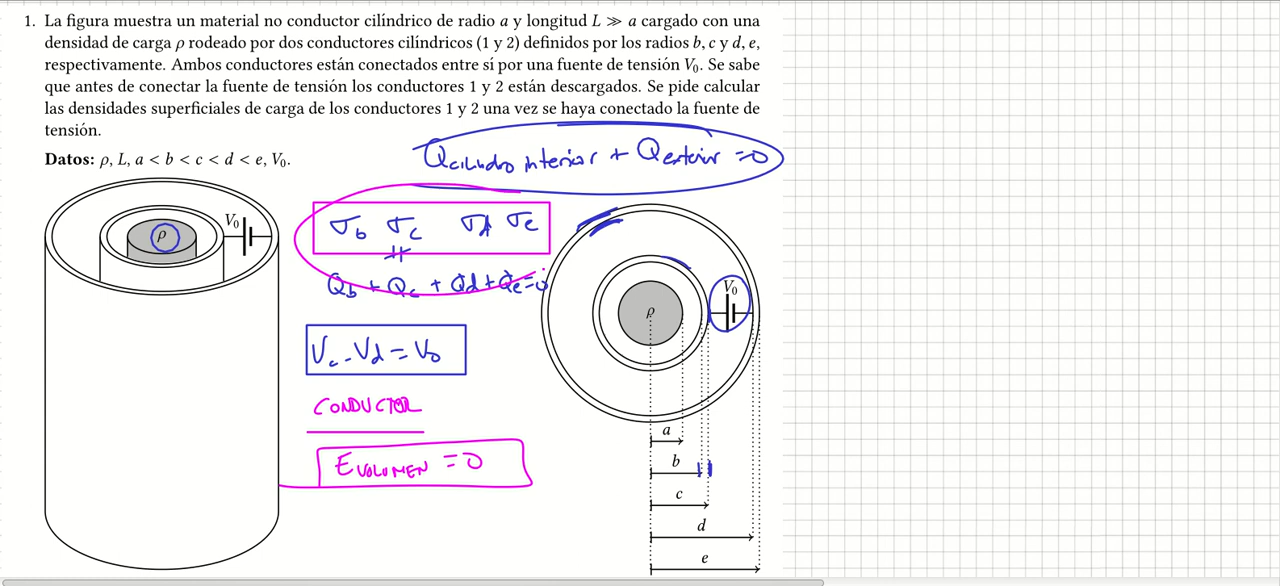 1. La figura muestra un material no conductor cilíndrico de radio a y longitud L ≫ a cargado con una
densidad de carga ρ rodeado por dos conductores cilíndricos (1 y 2) definidos por los radios b, c y d, e,
respectivamente. Ambos conductores están conectados entre sí por una fuente de tensión V₀. Se sabe
que antes de conectar la fuente de tensión los conductores 1 y 2 están descargados. Se pide calcular
las densidades superficiales de carga de los conductores 1 y 2 una vez se haya conectado la fuente de
tensión.
Datos: ρ, L, a < b < c < d < e, V₀.
Qcilindro interior + Qexterior = 0
V₀
ρ
σb σc σd σe
Qb + Qc + Qd + Qe = 0
Vc - Vd = V₀
CONDUCTOR
EVOLUMEN = 0
ρ
V₀
a
b
c
d
e